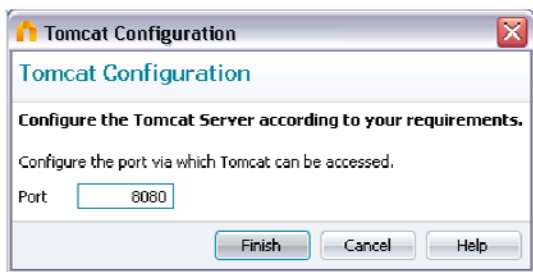 Tomcat Configuration
Tomcat Configuration
Configure the Tomcat Server according to your requirements.
Configure the port via which Tomcat can be accessed.
Port 8080
Finish Cancel Help